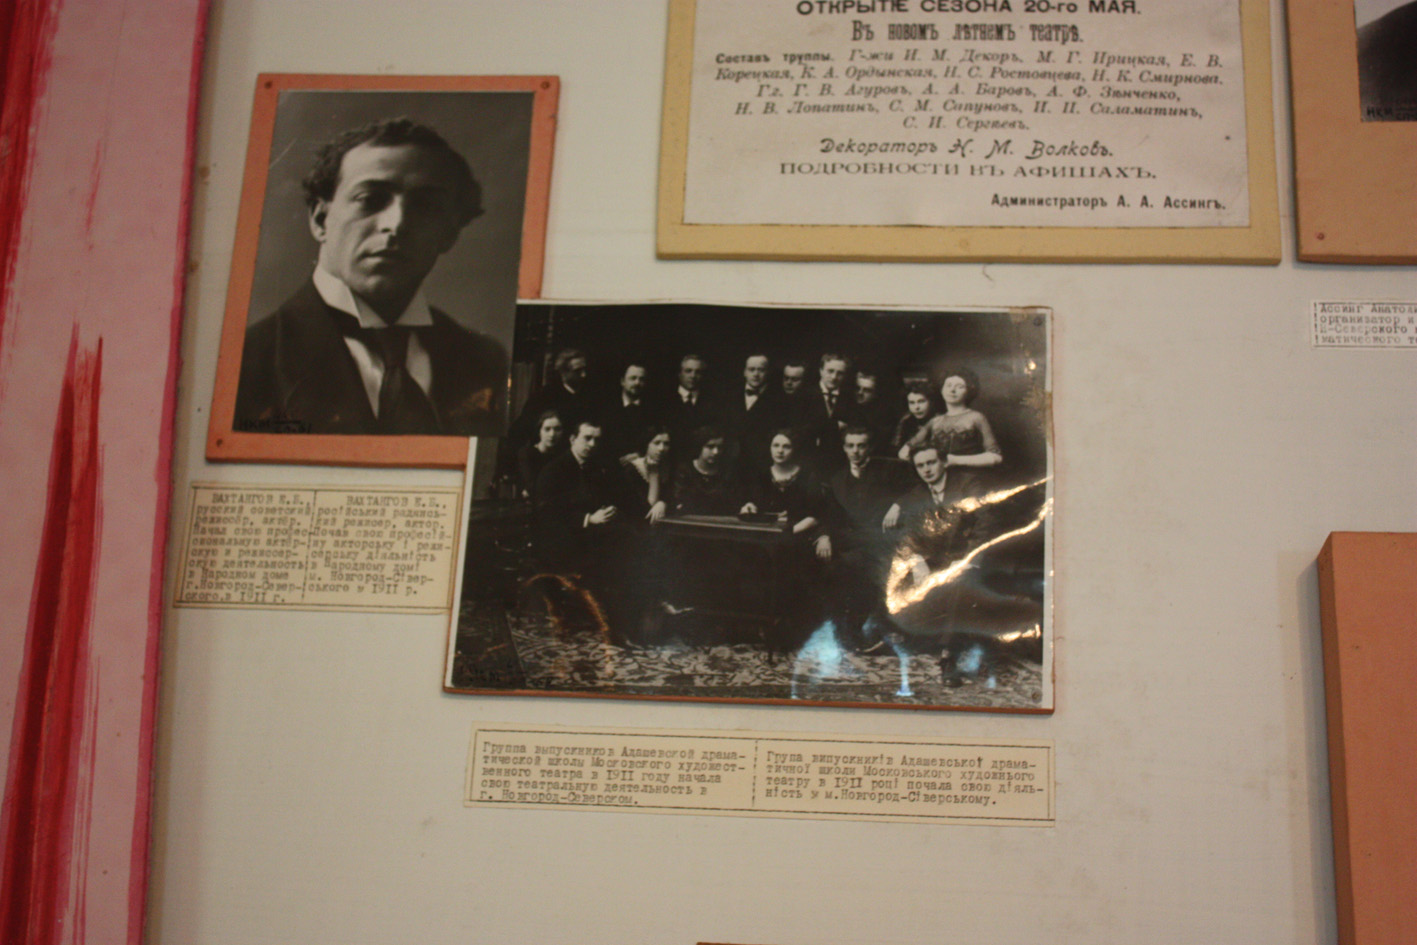 ОТКРЫТІЕ СЕЗОНА 20-го МАЯ.
Въ новомъ лѣтнемъ театрѣ.
Составъ труппы. Г-жи И. М. Декоръ, М. Г. Ирицкая, Е. В.
Корецкая, К. А. Ордынская, Н. С. Ростовцева, Н. К. Смирнова.
Г.г. Г. В. Агуровъ, А. А. Баровъ, А. Ф. Зѣнченко,
Н. В. Лопатинъ, С. М. Сапуновъ, П. П. Саламатинъ,
С. И. Сергѣевъ.
Декораторъ Н. М. Волковъ.
ПОДРОБНОСТИ ВЪ АФИШАХЪ.
Администраторъ А. А. Ассингъ.
Ассинг Анатоли
организатор и
Н-Северского
матического те
ВАХТАНГОВ Е.Б.,
русский советский
режиссер, актер.
Начал свою профес-
сиональную актер-
скую и режиссер-
скую деятельность
в Народном доме
г.Новгород-Север-
ского.в 1911 г.
ВАХТАНГОВ Е.Б.,
російський радянсь-
кий режисер, актор.
Почав свою професій-
ну акторську і режи-
серську діяльність
в Народному домі
м. Новгород-Сівер-
ського у 1911 р.
Группа выпускников Адашевской драма-
тической школы Московского художест-
венного театра в 1911 году начала
свою театральную деятельность в
г. Новгород-Северском.
Група випускників Адашевської драма-
тичної школи Московського художнього
театру в 1911 році почала свою діяль-
ність у м.Новгород-Сіверському.